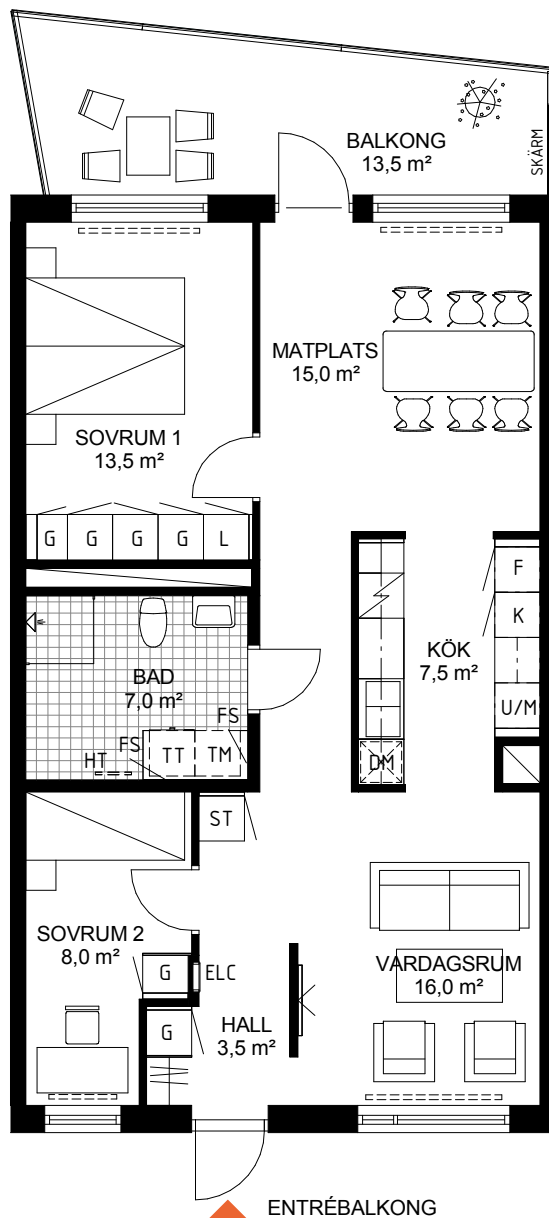 BALKONG
13,5 m²
SKÄRM
MATPLATS
15,0 m²
SOVRUM 1
13,5 m²
G
G
G
G
L
F
K
KÖK
7,5 m²
U/M
BAD
7,0 m²
FS
FS
HT
TT
TM
DM
ST
SOVRUM 2
8,0 m²
G
ELC
VARDAGSRUM
16,0 m²
HALL
3,5 m²
G
ENTRÉBALKONG